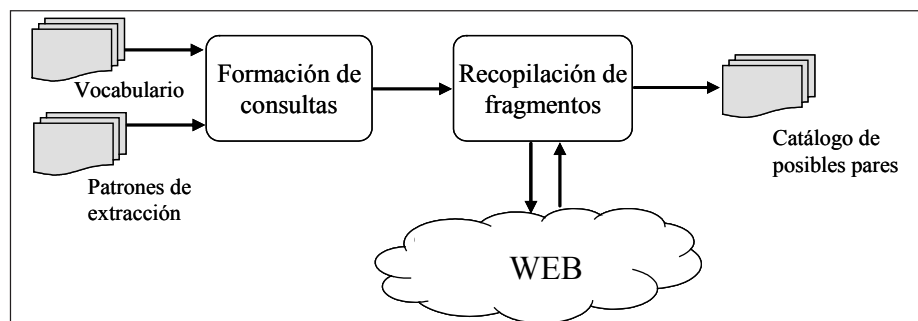 Vocabulario
Patrones de
extracción
Formación de
consultas
Recopilación de
fragmentos
WEB
Catálogo de
posibles pares